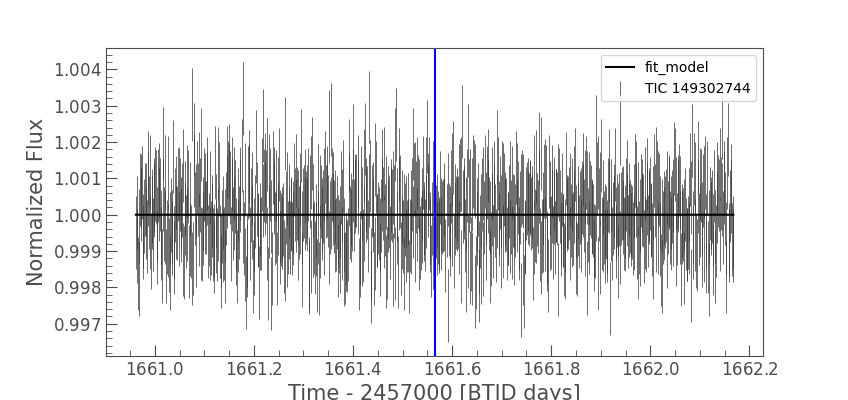 fit_model
TIC 149302744
1.004
1.003
1.002
1.001
1.000
0.999
0.998
0.997
Normalized Flux
1661.0 1661.2 1661.4 1661.6 1661.8 1662.0 1662.2
Time - 2457000 [BTJD days]